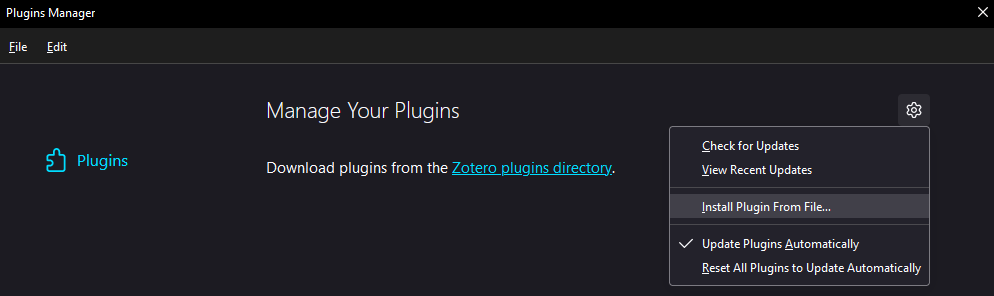 Plugins Manager
File Edit
Manage Your Plugins
Plugins
Download plugins from the Zotero plugins directory.
Check for Updates
View Recent Updates
Install Plugin From File...
Update Plugins Automatically
Reset All Plugins to Update Automatically